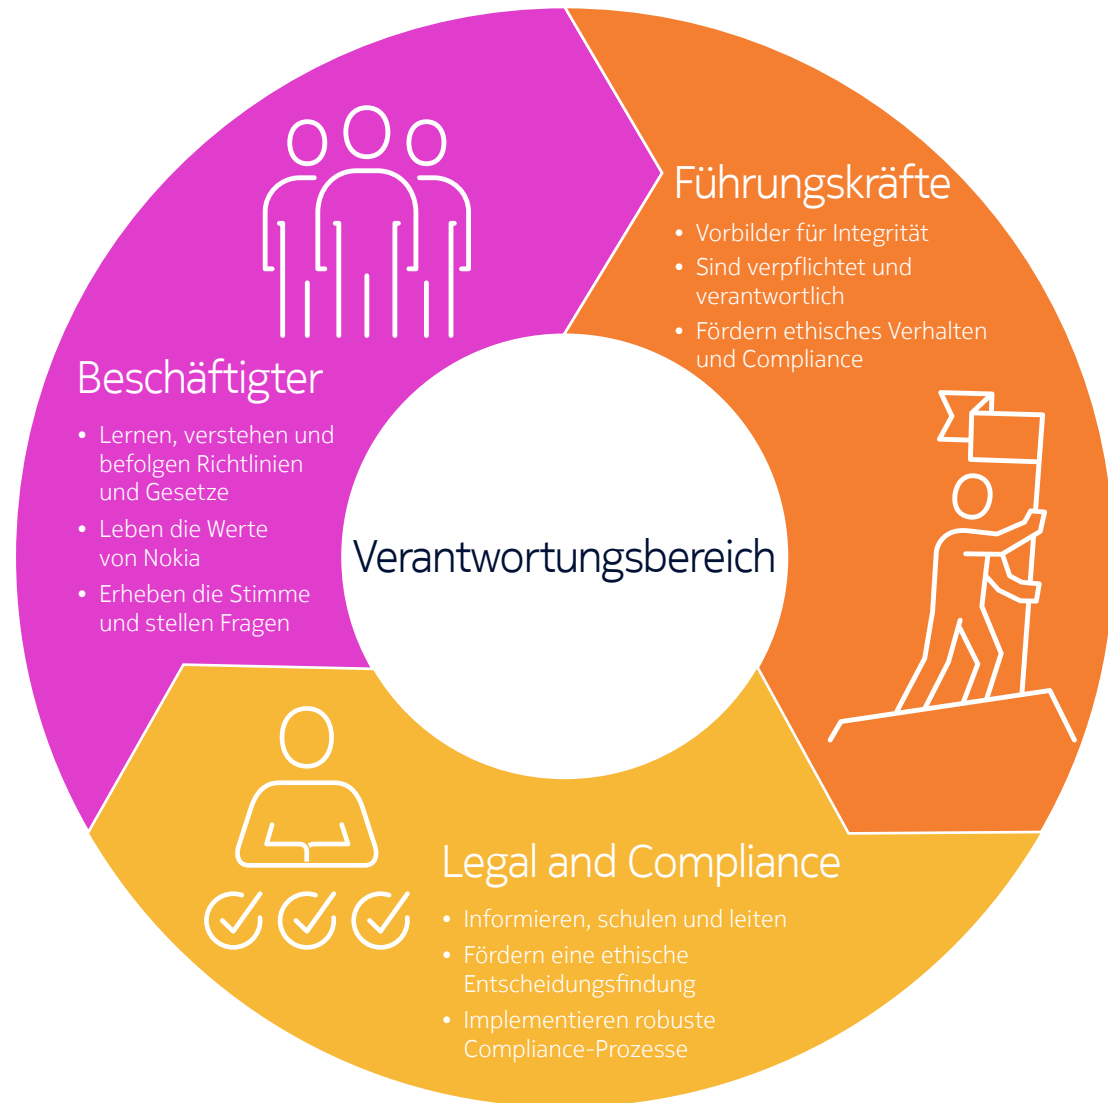 Führungskräfte
• Vorbilder für Integrität
• Sind verpflichtet und
verantwortlich
• Fördern ethisches Verhalten
und Compliance
Beschäftigter
• Lernen, verstehen und
befolgen Richtlinien
und Gesetze
• Leben die Werte
von Nokia
• Erheben die Stimme
und stellen Fragen
Verantwortungsbereich
Legal and Compliance
• Informieren, schulen und leiten
• Fördern eine ethische
Entscheidungsfindung
• Implementieren robuste
Compliance-Prozesse